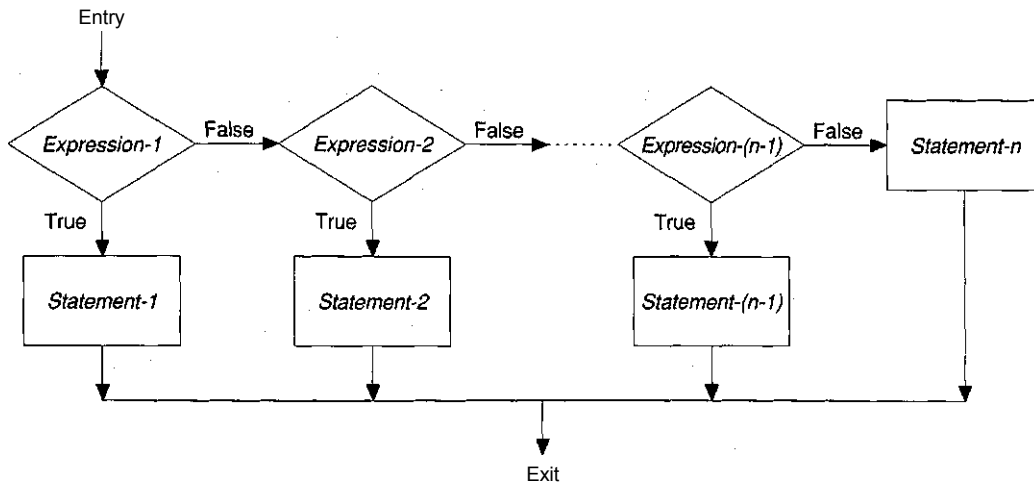 Entry
Expression-1
False
Expression-2
False
Expression-(n-1)
False
Statement-n
True
True
True
Statement-1
Statement-2
Statement-(n-1)
Exit